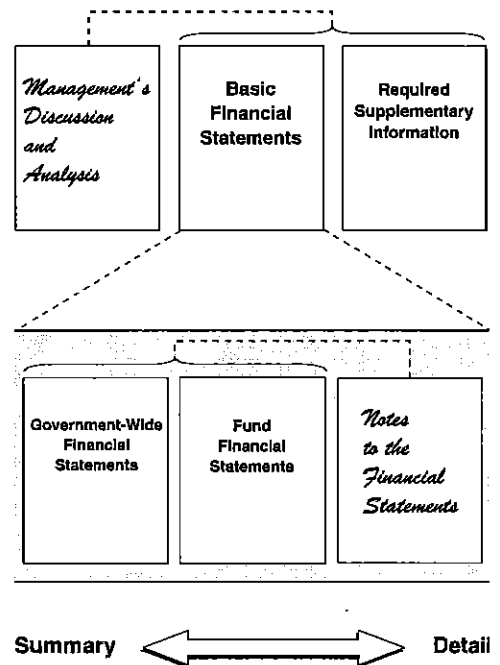 Management's
Discussion
and
Analysis
Basic
Financial
Statements
Required
Supplementary
Information
Government-Wide
Financial
Statements
Fund
Financial
Statements
Notes
to the
Financial
Statements
Summary
Detail